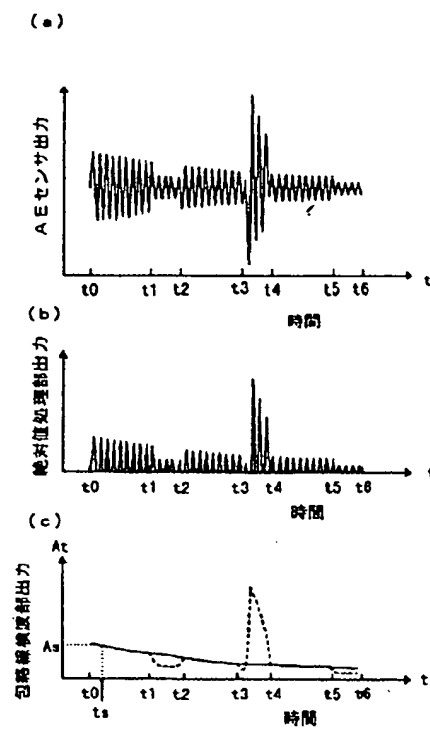 (a)
AEセンサ出力
t0 t1 t2 t3 t4 t5 t6 t
時間
(b)
絶対値処理部出力
t0 t1 t2 t3 t4 t5 t6 t
時間
(c)
At
包絡線検波部出力
As
t0 t1 t2 t3 t4 t5 t6 t
ts
時間